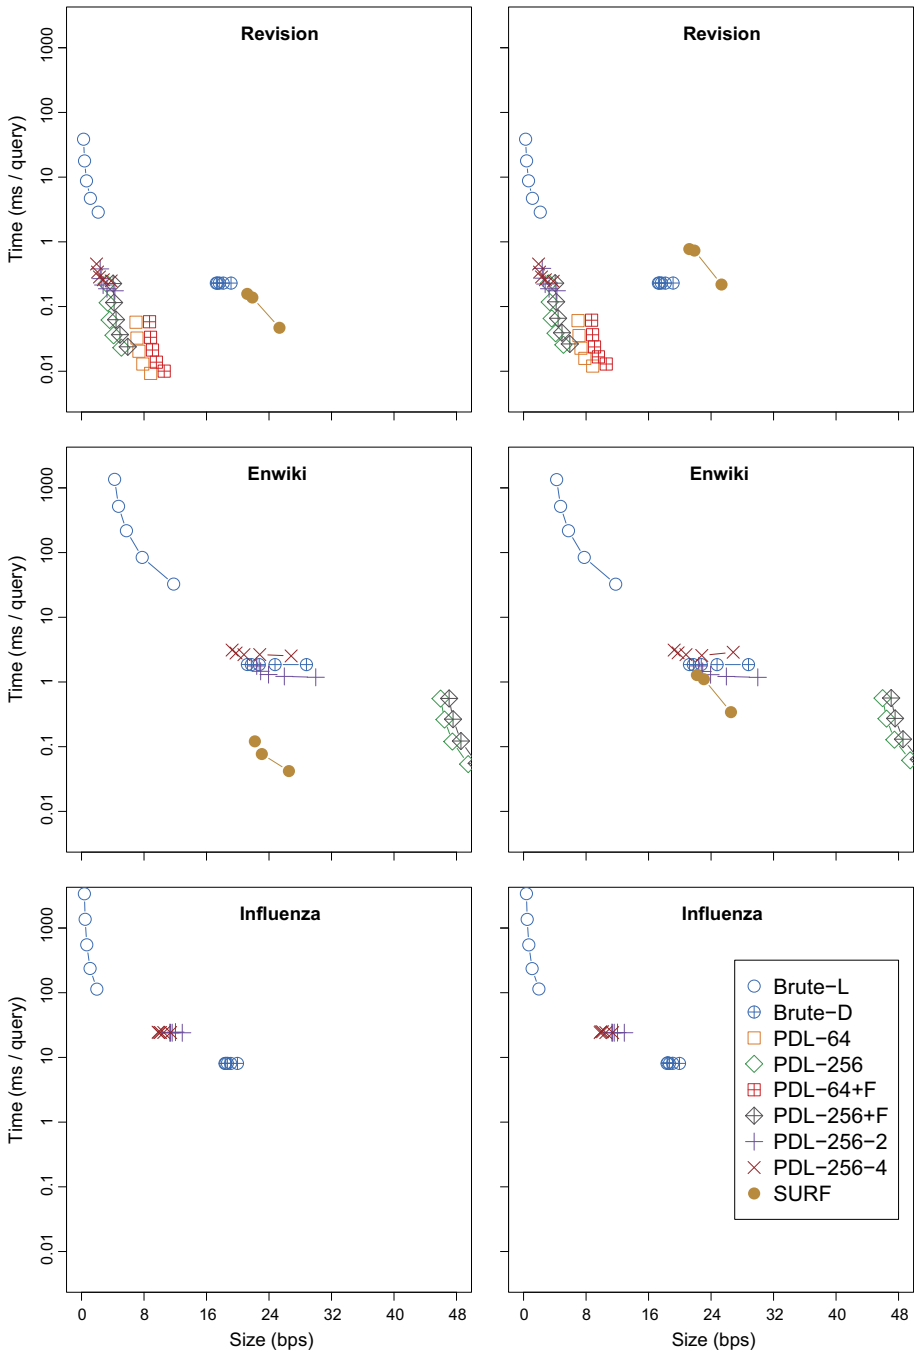 Revision
Revision
Time (ms / query)
1000
100
10
1
0.1
0.01
Enwiki
Enwiki
Time (ms / query)
1000
100
10
1
0.1
0.01
Influenza
Influenza
Time (ms / query)
1000
100
10
1
0.1
0.01
Brute−L
Brute−D
PDL−64
PDL−256
PDL−64+F
PDL−256+F
PDL−256−2
PDL−256−4
SURF
0 8 16 24 32 40 48
0 8 16 24 32 40 48
Size (bps)
Size (bps)